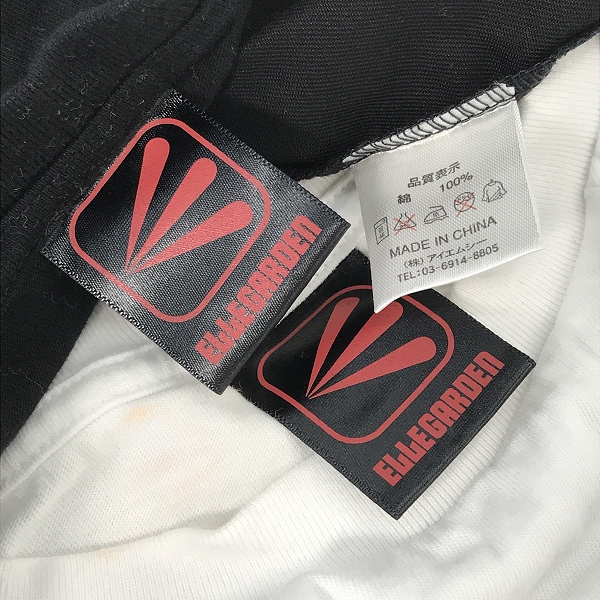 ELLEGARDEN
品質表示
綿 100%
MADE IN CHINA
(株) アイエムシー
TEL:03-6914-8805
ELLEGARDEN